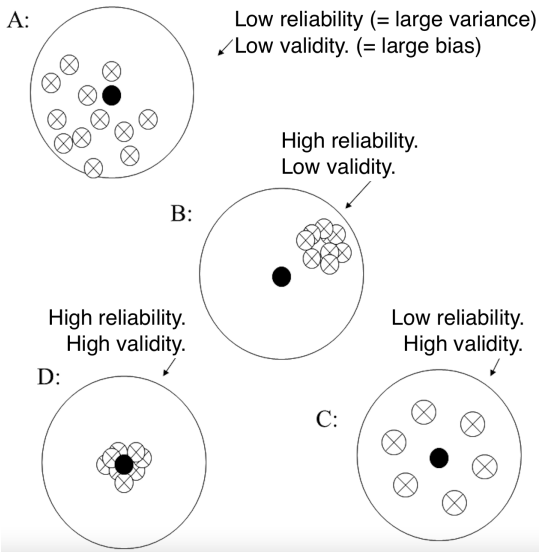 A:
Low reliability (= large variance)
Low validity. (= large bias)
High reliability.
Low validity.
B:
High reliability.
High validity.
D:
Low reliability.
High validity.
C: